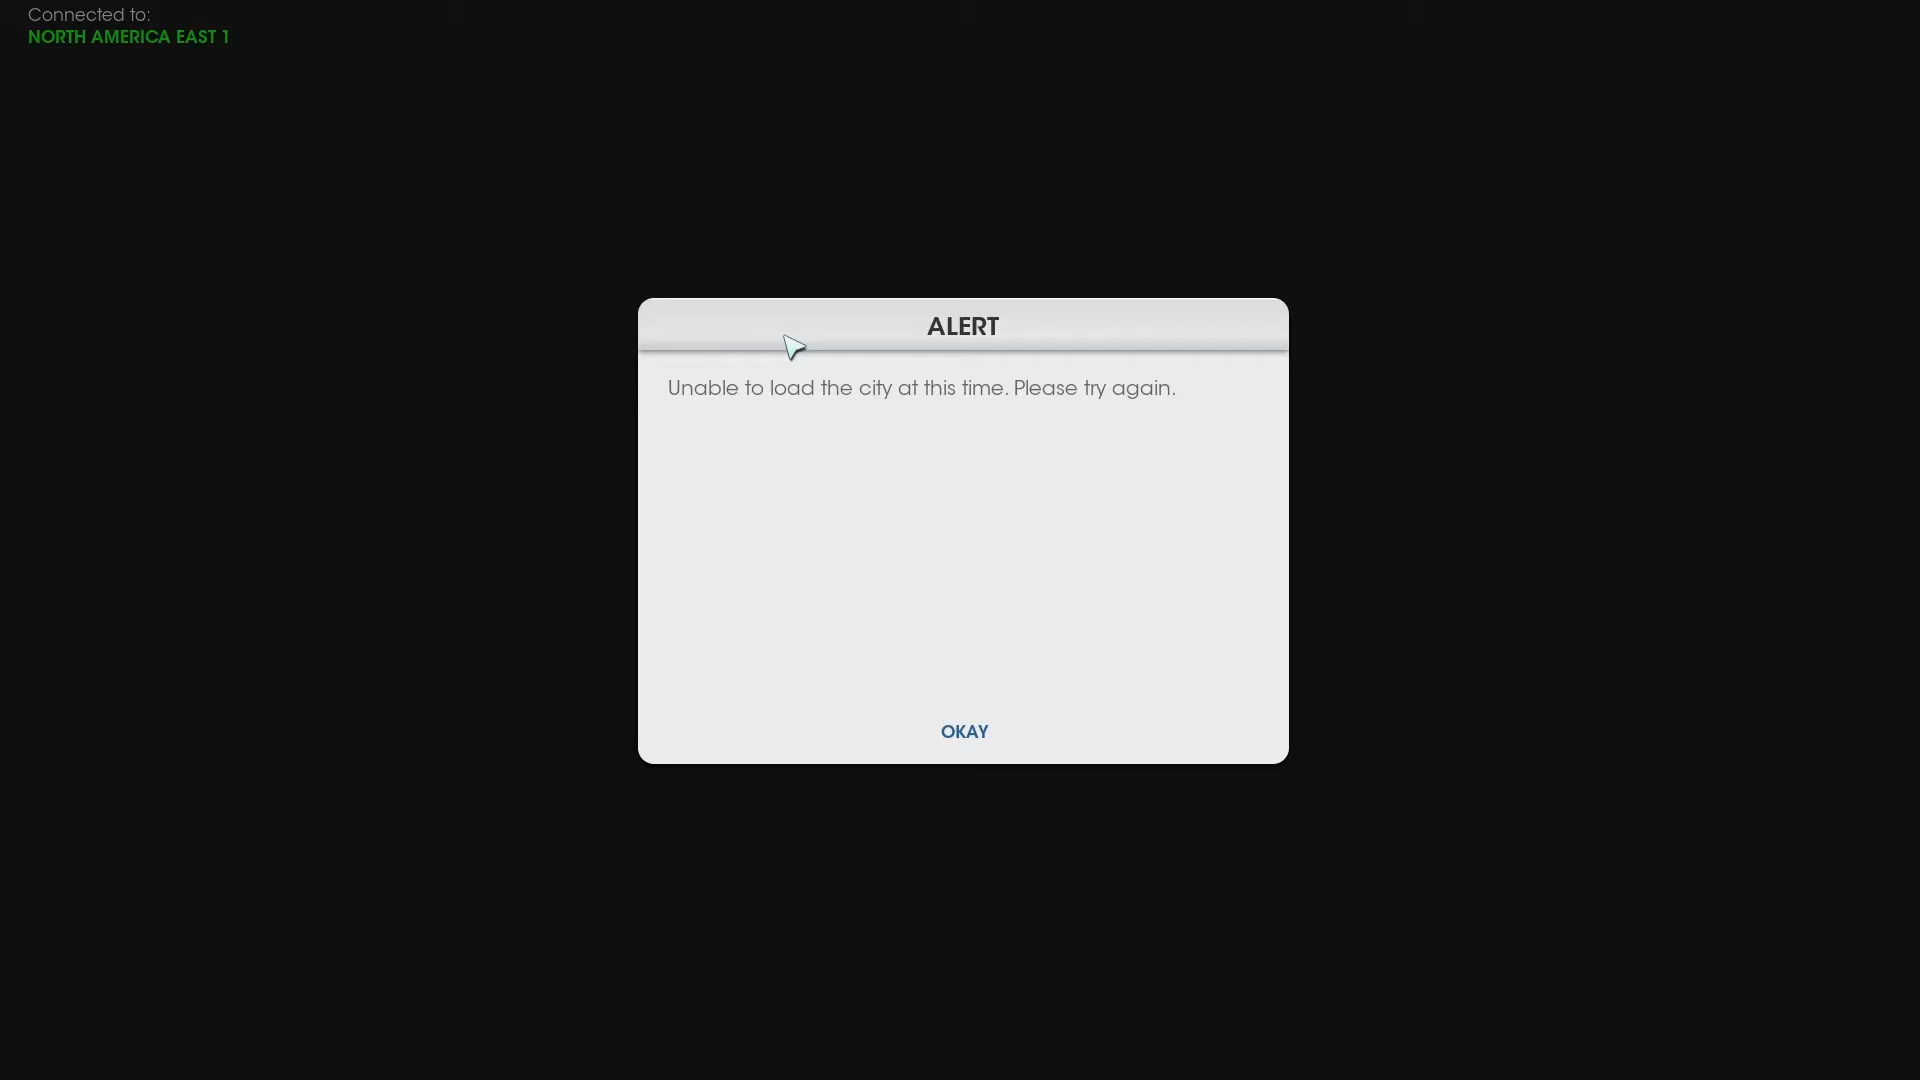 Connected to:
NORTH AMERICA EAST 1
ALERT
Unable to load the city at this time. Please try again.
OKAY